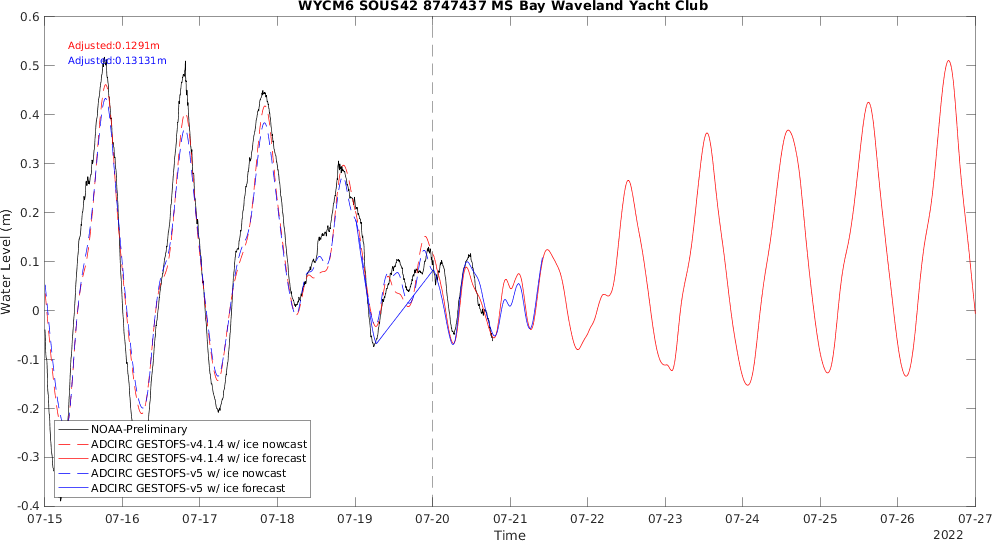 WYCM6 SOUS42 8747437 MS Bay Waveland Yacht Club
Adjusted:0.1291m
Adjusted:0.13131m
Water Level (m)
0.6
0.5
0.4
0.3
0.2
0.1
0
-0.1
-0.2
-0.3
-0.4
NOAA-Preliminary
ADCIRC GESTOFS-v4.1.4 w/ ice nowcast
ADCIRC GESTOFS-v4.1.4 w/ ice forecast
ADCIRC GESTOFS-v5 w/ ice nowcast
ADCIRC GESTOFS-v5 w/ ice forecast
07-15 07-16 07-17 07-18 07-19 07-20 07-21 07-22 07-23 07-24 07-25 07-26 07-27
Time
2022